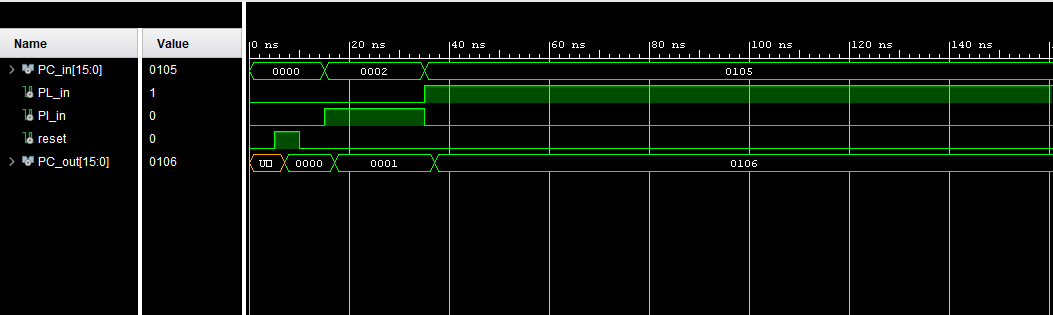 Name Value
0 ns 20 ns 40 ns 60 ns 80 ns 100 ns 120 ns 140 ns
PC_in[15:0] 0105 0000 0002 0105
PL_in 1
PI_in 0
reset 0
PC_out[15:0] 0106 0000 0001 0106